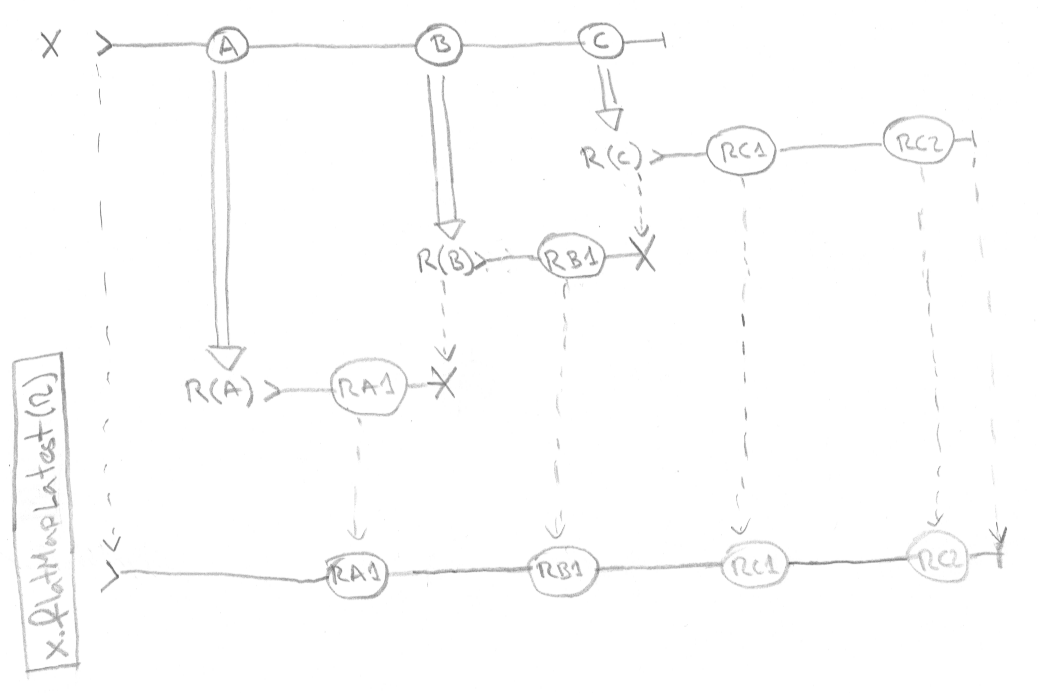 X A B C
R(C) RC1 RC2
R(B) RB1 X
R(A) RA1 X
x.flatMapLatest(R)
RA1 RB1 RC1 RC2